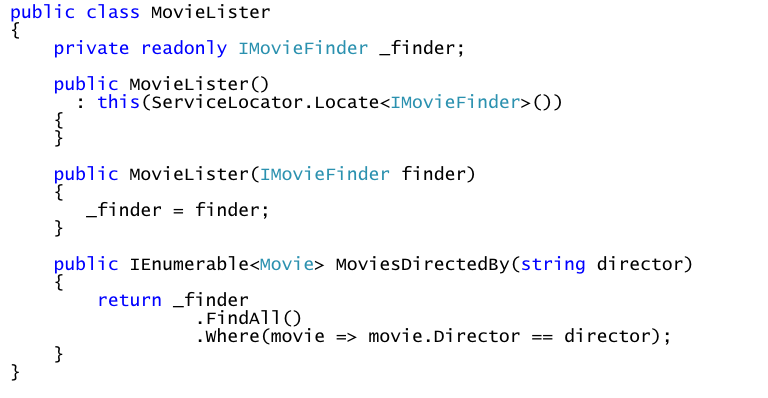 public class MovieLister
{
    private readonly IMovieFinder _finder;

    public MovieLister()
      : this(ServiceLocator.Locate<IMovieFinder>())
    {
    }

    public MovieLister(IMovieFinder finder)
    {
       _finder = finder;
    }

    public IEnumerable<Movie> MoviesDirectedBy(string director)
    {
        return _finder
                 .FindAll()
                 .Where(movie => movie.Director == director);
    }
}